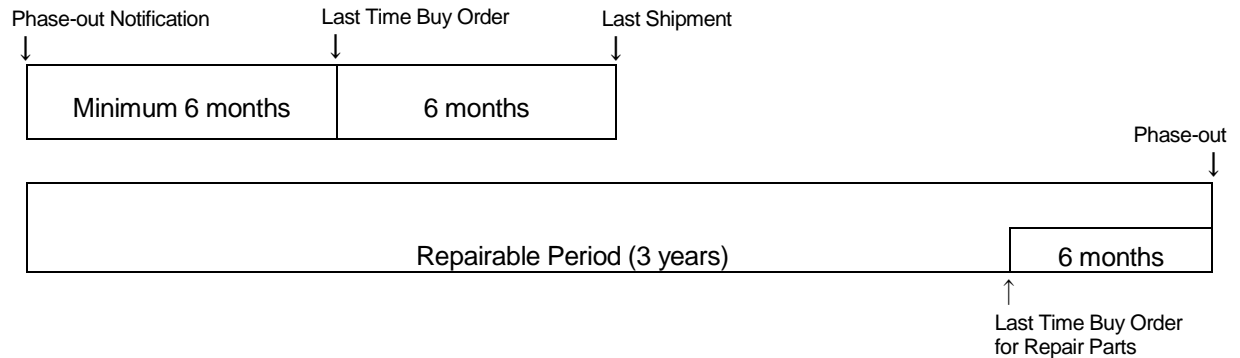 Phase-out Notification
Last Time Buy Order
Last Shipment
Minimum 6 months
6 months
Phase-out
Repairable Period (3 years)
6 months
Last Time Buy Order
for Repair Parts